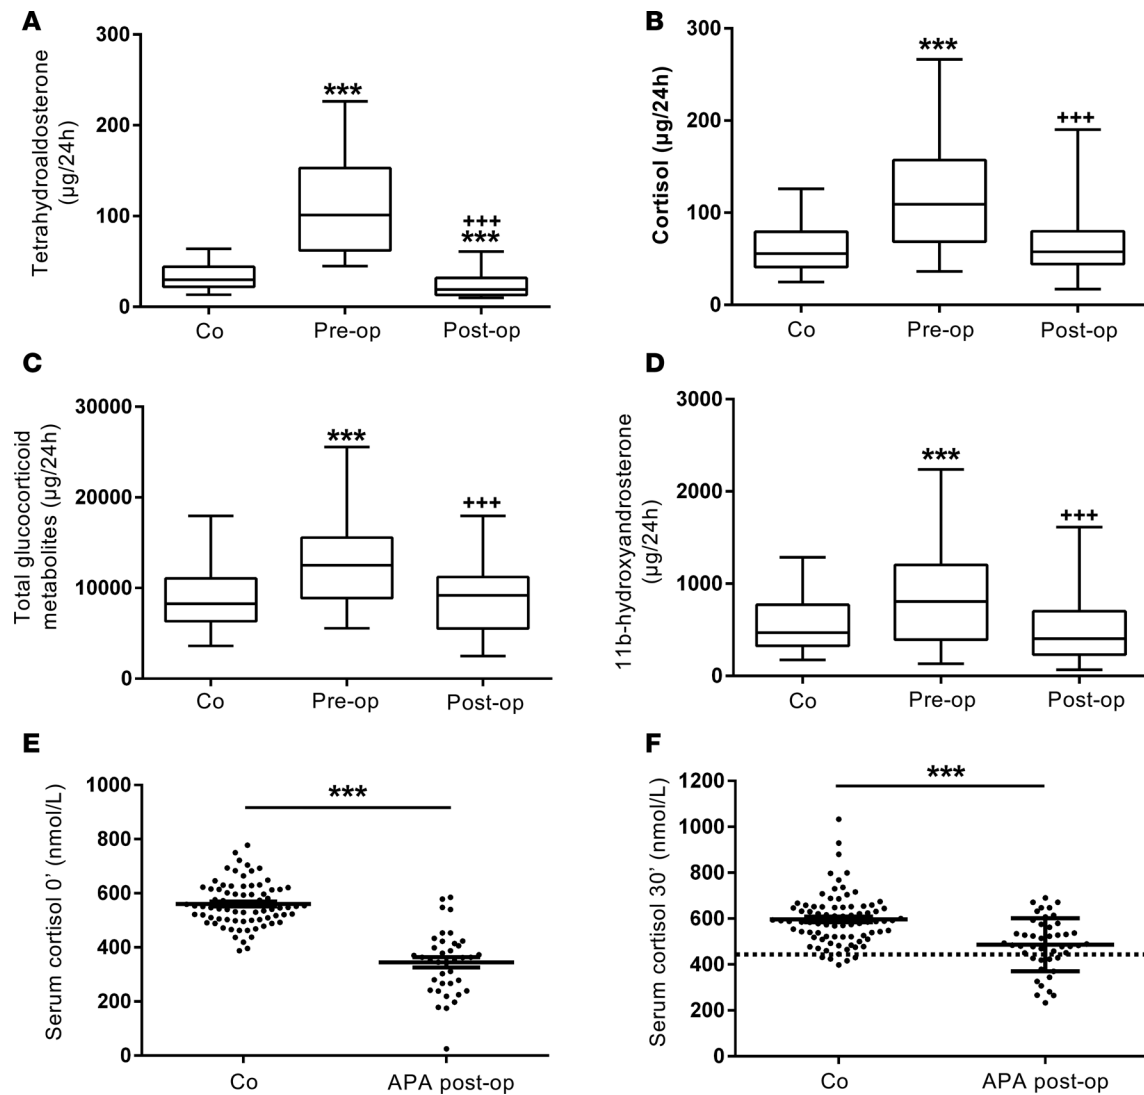 A
Tetrahydroaldosterone
(µg/24h)
300
200
100
0
***
+++
***
Co
Pre-op
Post-op
B
Cortisol (µg/24h)
300
200
100
0
***
+++
Co
Pre-op
Post-op
C
Total glucocorticoid
metabolites (µg/24h)
30000
20000
10000
0
***
+++
Co
Pre-op
Post-op
D
11b-hydroxyandrosterone
(µg/24h)
3000
2000
1000
0
***
+++
Co
Pre-op
Post-op
E
Serum cortisol 0’ (nmol/L)
1000
800
600
400
200
0
***
Co
APA post-op
F
Serum cortisol 30’ (nmol/L)
1200
1000
800
600
400
200
0
***
Co
APA post-op